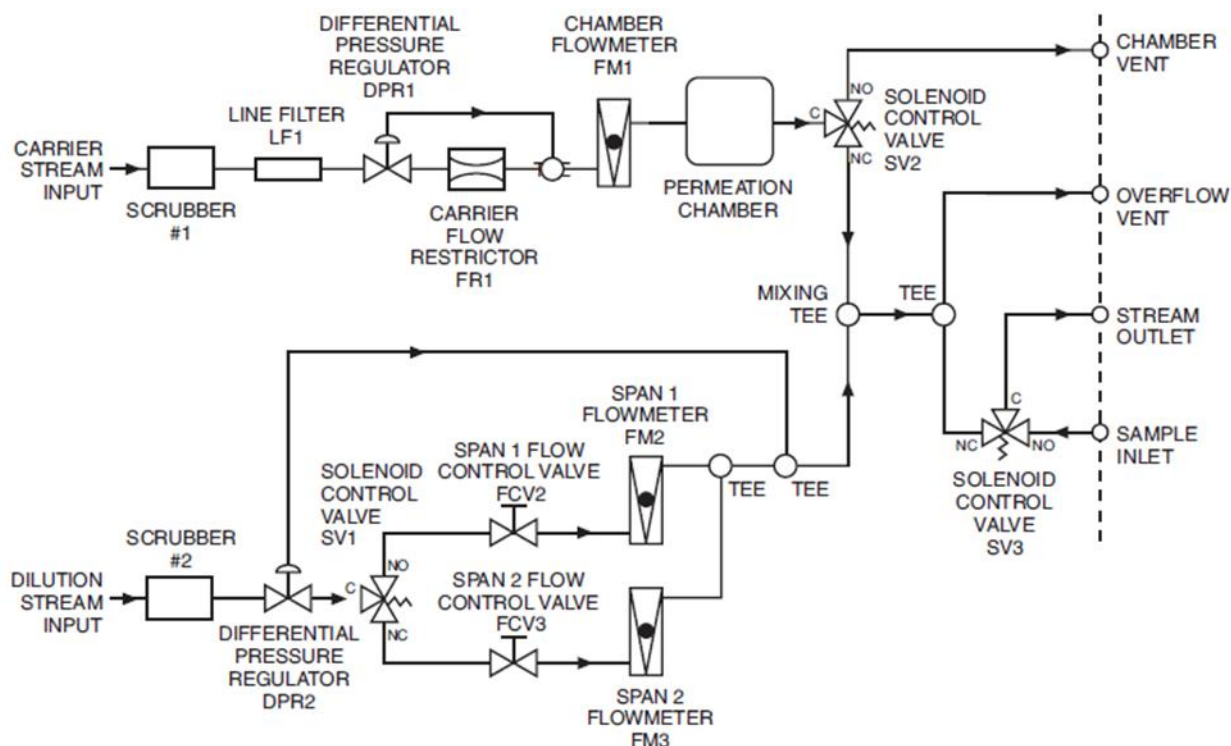 DIFFERENTIAL
PRESSURE
REGULATOR
DPR1
CHAMBER
FLOWMETER
FM1
CHAMBER
VENT
LINE FILTER
LF1
NO
C
NC
SOLENOID
CONTROL
VALVE
SV2
CARRIER
STREAM
INPUT
SCRUBBER
#1
CARRIER
FLOW
RESTRICTOR
FR1
PERMEATION
CHAMBER
OVERFLOW
VENT
MIXING
TEE
TEE
STREAM
OUTLET
C
NC
NO
SAMPLE
INLET
SOLENOID
CONTROL
VALVE
SV3
SPAN 1
FLOWMETER
FM2
SPAN 1 FLOW
CONTROL VALVE
FCV2
TEE
TEE
SOLENOID
CONTROL
VALVE
SV1
SCRUBBER
#2
NO
C
NC
SPAN 2 FLOW
CONTROL VALVE
FCV3
DILUTION
STREAM
INPUT
DIFFERENTIAL
PRESSURE
REGULATOR
DPR2
SPAN 2
FLOWMETER
FM3